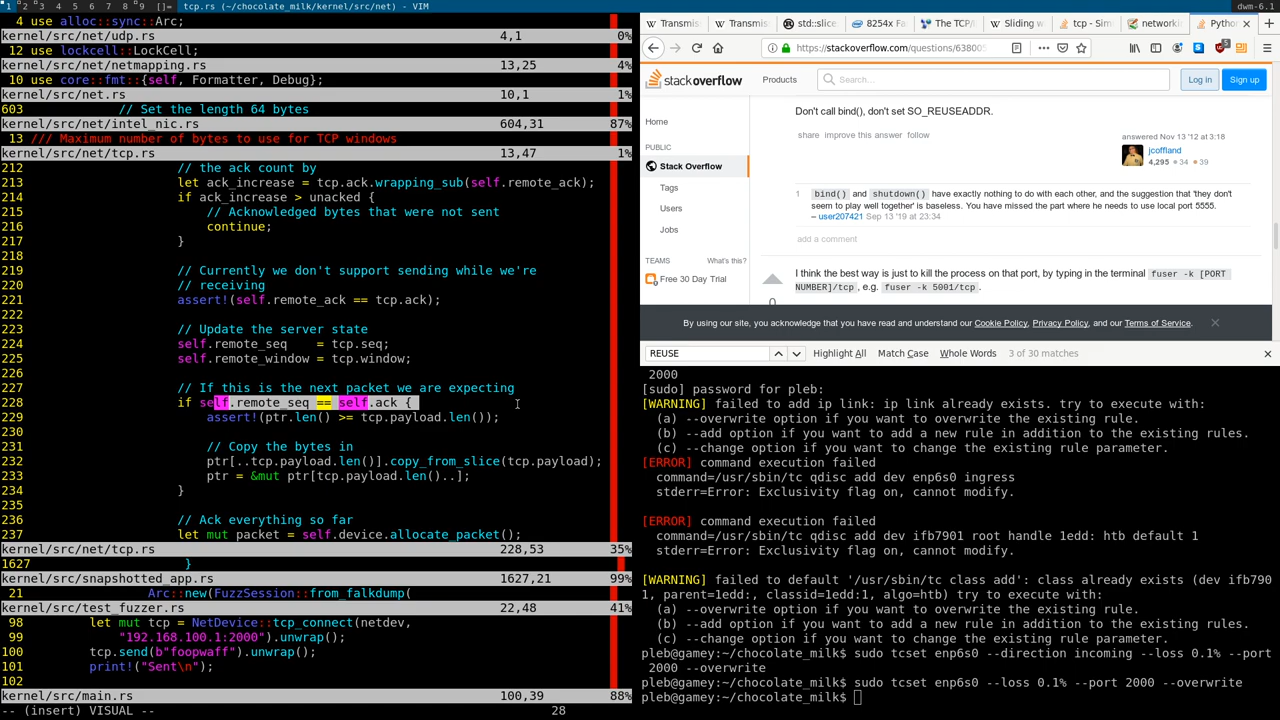 1 2 3 4 5 6 7 8 9 []= tcp.rs (~/chocolate_milk/kernel/src/net) - VIM
dwm-6.1
4 use alloc::sync::Arc;
kernel/src/net/udp.rs 4,1 0%
12 use lockcell::LockCell;
kernel/src/net/netmapping.rs 13,25 4%
10 use core::fmt::{self, Formatter, Debug};
kernel/src/net.rs 10,1 1%
603 // Set the length 64 bytes
kernel/src/net/intel_nic.rs 604,31 87%
13 /// Maximum number of bytes to use for TCP windows
kernel/src/net/tcp.rs 13,47 1%
212 // the ack count by
213 let ack_increase = tcp.ack.wrapping_sub(self.remote_ack);
214 if ack_increase > unacked {
215 // Acknowledged bytes that were not sent
216 continue;
217 }
218
219 // Currently we don't support sending while we're
220 // receiving
221 assert!(self.remote_ack == tcp.ack);
222
223 // Update the server state
224 self.remote_seq    = tcp.seq;
225 self.remote_window = tcp.window;
226
227 // If this is the next packet we are expecting
228 if self.remote_seq == self.ack {
229 assert!(ptr.len() >= tcp.payload.len());
230
231 // Copy the bytes in
232 ptr[..tcp.payload.len()].copy_from_slice(tcp.payload);
233 ptr = &mut ptr[tcp.payload.len()..];
234 }
235
236 // Ack everything so far
237 let mut packet = self.device.allocate_packet();
kernel/src/net/tcp.rs 228,53 35%
1627 }
kernel/src/snapshotted_app.rs 1627,21 99%
21 Arc::new(FuzzSession::from_falkdump(
kernel/src/test_fuzzer.rs 22,48 41%
98 let mut tcp = NetDevice::tcp_connect(netdev,
99 "192.168.100.1:2000").unwrap();
100 tcp.send(b"foopwaff").unwrap();
101 print!("Sent\n");
102
kernel/src/main.rs 100,39 88%
-- (insert) VISUAL -- 28
Transmis
Transmis
std::slice
8254x Fa
The TCP/I
Sliding w
tcp - Sim
networki
Python
https://stackoverflow.com/questions/63800
stack overflow
Products
Search...
Log in
Sign up
Home
PUBLIC
Stack Overflow
Tags
Users
Jobs
TEAMS What's this?
Free 30 Day Trial
Don't call bind(), don't set SO_REUSEADDR.
share improve this answer follow
answered Nov 13 '12 at 3:18
jcoffland
4,295 34 39
1 bind() and shutdown() have exactly nothing to do with each other, and the suggestion that 'they don't
seem to play well together' is baseless. You have missed the part where he needs to use local port 5555.
– user207421 Sep 13 '19 at 23:34
add a comment
I think the best way is just to kill the process on that port, by typing in the terminal fuser -k [PORT
NUMBER]/tcp, e.g. fuser -k 5001/tcp.
0
By using our site, you acknowledge that you have read and understand our Cookie Policy, Privacy Policy, and our Terms of Service.
REUSE
Highlight All
Match Case
Whole Words
3 of 30 matches
2000
[sudo] password for pleb:
[WARNING] failed to add ip link: ip link already exists. try to execute with:
(a) --overwrite option if you want to overwrite the existing rule.
(b) --add option if you want to add a new rule in addition to the existing rules.
(c) --change option if you want to change the existing rule parameter.
[ERROR] command execution failed
command=/usr/sbin/tc qdisc add dev enp6s0 ingress
stderr=Error: Exclusivity flag on, cannot modify.
[ERROR] command execution failed
command=/usr/sbin/tc qdisc add dev ifb7901 root handle 1edd: htb default 1
stderr=Error: Exclusivity flag on, cannot modify.
[WARNING] failed to default '/usr/sbin/tc class add': class already exists (dev ifb790
1, parent=1edd:, classid=1edd:1, algo=htb) try to execute with:
(a) --overwrite option if you want to overwrite the existing rule.
(b) --add option if you want to add a new rule in addition to the existing rules.
(c) --change option if you want to change the existing rule parameter.
pleb@gamey:~/chocolate_milk$ sudo tcset enp6s0 --direction incoming --loss 0.1% --port
2000 --overwrite
pleb@gamey:~/chocolate_milk$ sudo tcset enp6s0 --loss 0.1% --port 2000 --overwrite
pleb@gamey:~/chocolate_milk$